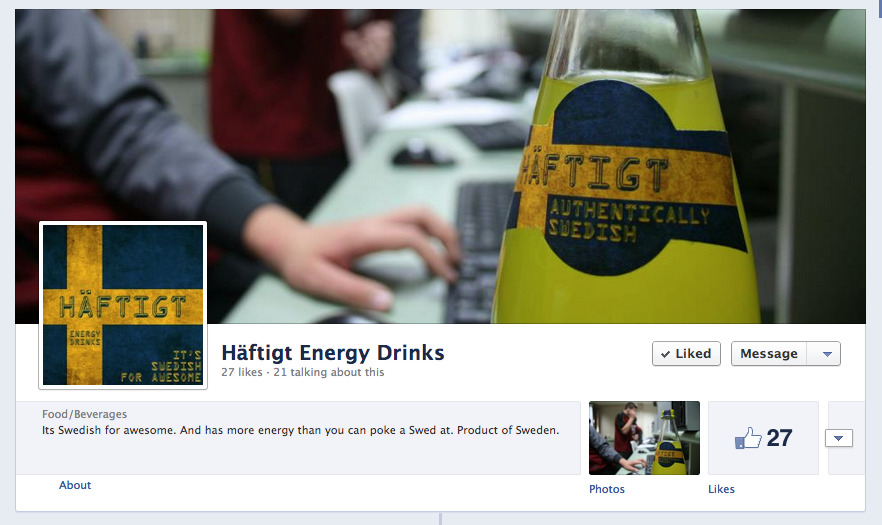 HÄFTIGT
AUTHENTICALLY
SWEDISH
HÄFTIGT
ENERGY
DRINKS
IT'S
SWEDISH
FOR AWESOME
Häftigt Energy Drinks
27 likes · 21 talking about this
Liked
Message
Food/Beverages
Its Swedish for awesome. And has more energy than you can poke a Swed at. Product of Sweden.
27
About
Photos
Likes